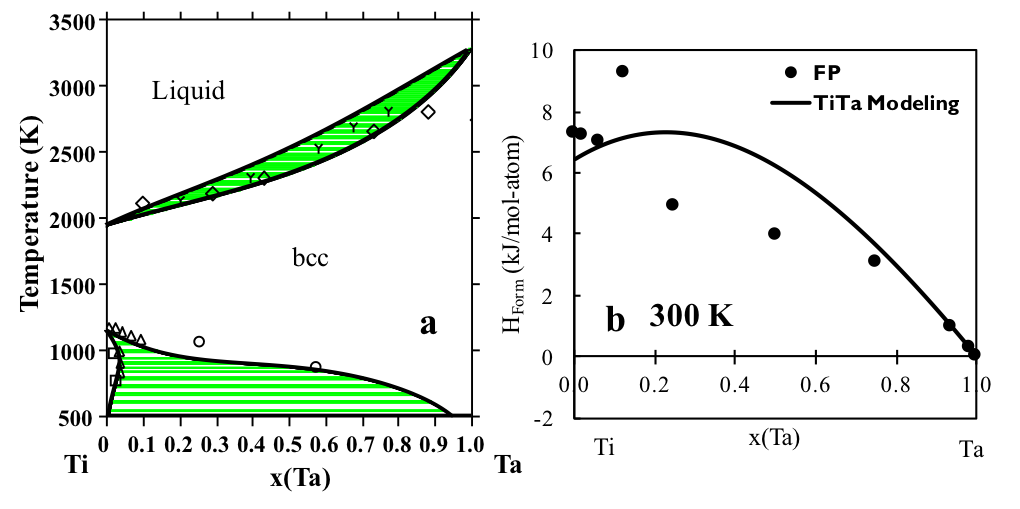 3500
3000
2500
2000
1500
1000
500
Temperature (K)
Liquid
bcc
a
0 0.1 0.2 0.3 0.4 0.5 0.6 0.7 0.8 0.9 1.0
Ti
Ta
x(Ta)
10
8
6
4
2
0
-2
H_Form (kJ/mol-atom)
FP
TiTa Modeling
b 300 K
0.0 0.2 0.4 0.6 0.8 1.0
Ti
x(Ta)
Ta